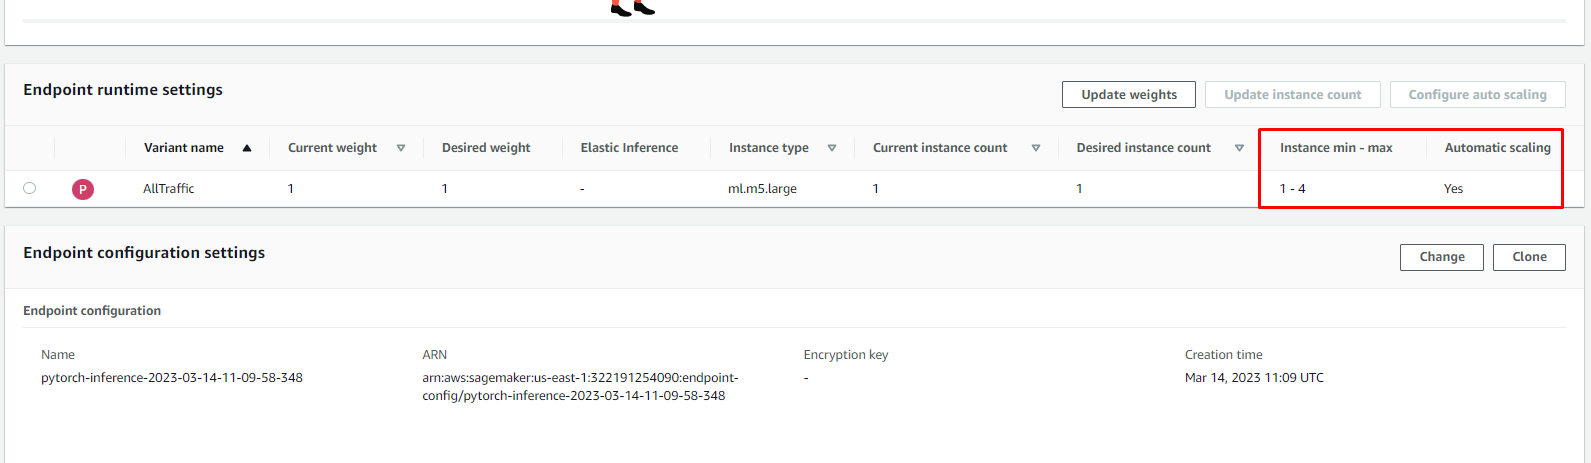 Endpoint runtime settings
Update weights
Update instance count
Configure auto scaling
Variant name Current weight Desired weight Elastic Inference Instance type Current instance count Desired instance count Instance min - max Automatic scaling
P AllTraffic 1 1 - ml.m5.large 1 1 1 - 4 Yes
Endpoint configuration settings
Change
Clone
Endpoint configuration
Name
pytorch-inference-2023-03-14-11-09-58-348
ARN
arn:aws:sagemaker:us-east-1:322191254090:endpoint-
config/pytorch-inference-2023-03-14-11-09-58-348
Encryption key
-
Creation time
Mar 14, 2023 11:09 UTC